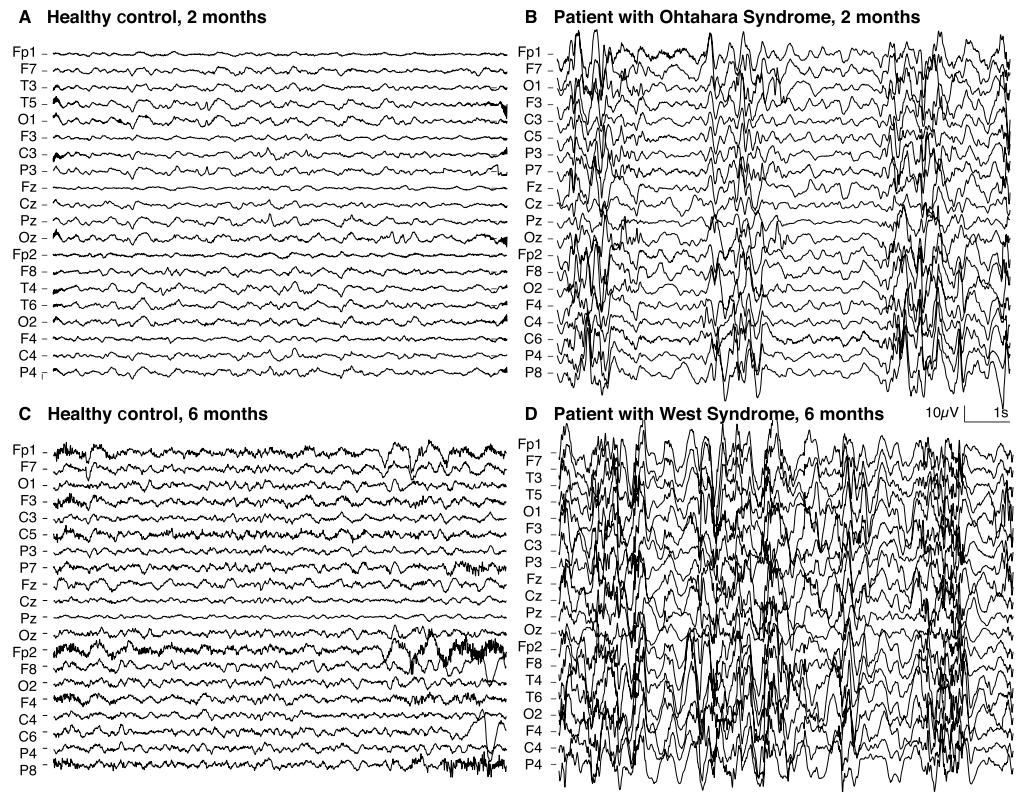 A Healthy control, 2 months
Fp1
F7
T3
T5
O1
F3
C3
P3
Fz
Cz
Pz
Oz
Fp2
F8
T4
T6
O2
F4
C4
P4
B Patient with Ohtahara Syndrome, 2 months
Fp1
F7
O1
F3
C3
C5
P3
P7
Fz
Cz
Pz
Oz
Fp2
F8
O2
F4
C4
C6
P4
P8
10µV 1s
C Healthy control, 6 months
Fp1
F7
O1
F3
C3
C5
P3
P7
Fz
Cz
Pz
Oz
Fp2
F8
O2
F4
C4
C6
P4
P8
D Patient with West Syndrome, 6 months
Fp1
F7
T3
T5
O1
F3
C3
P3
Fz
Cz
Pz
Oz
Fp2
F8
T4
T6
O2
F4
C4
P4